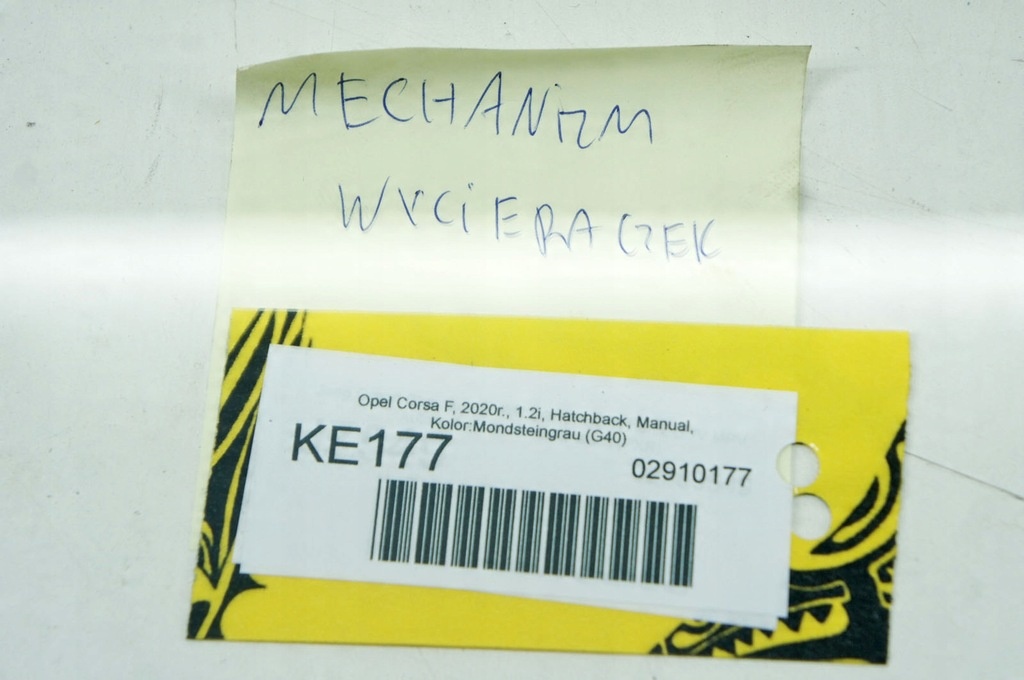 MECHANIZM
WYCIERACZEK
Opel Corsa F, 2020r., 1.2i, Hatchback, Manual,
Kolor:Mondsteingrau (G40)
KE177
02910177